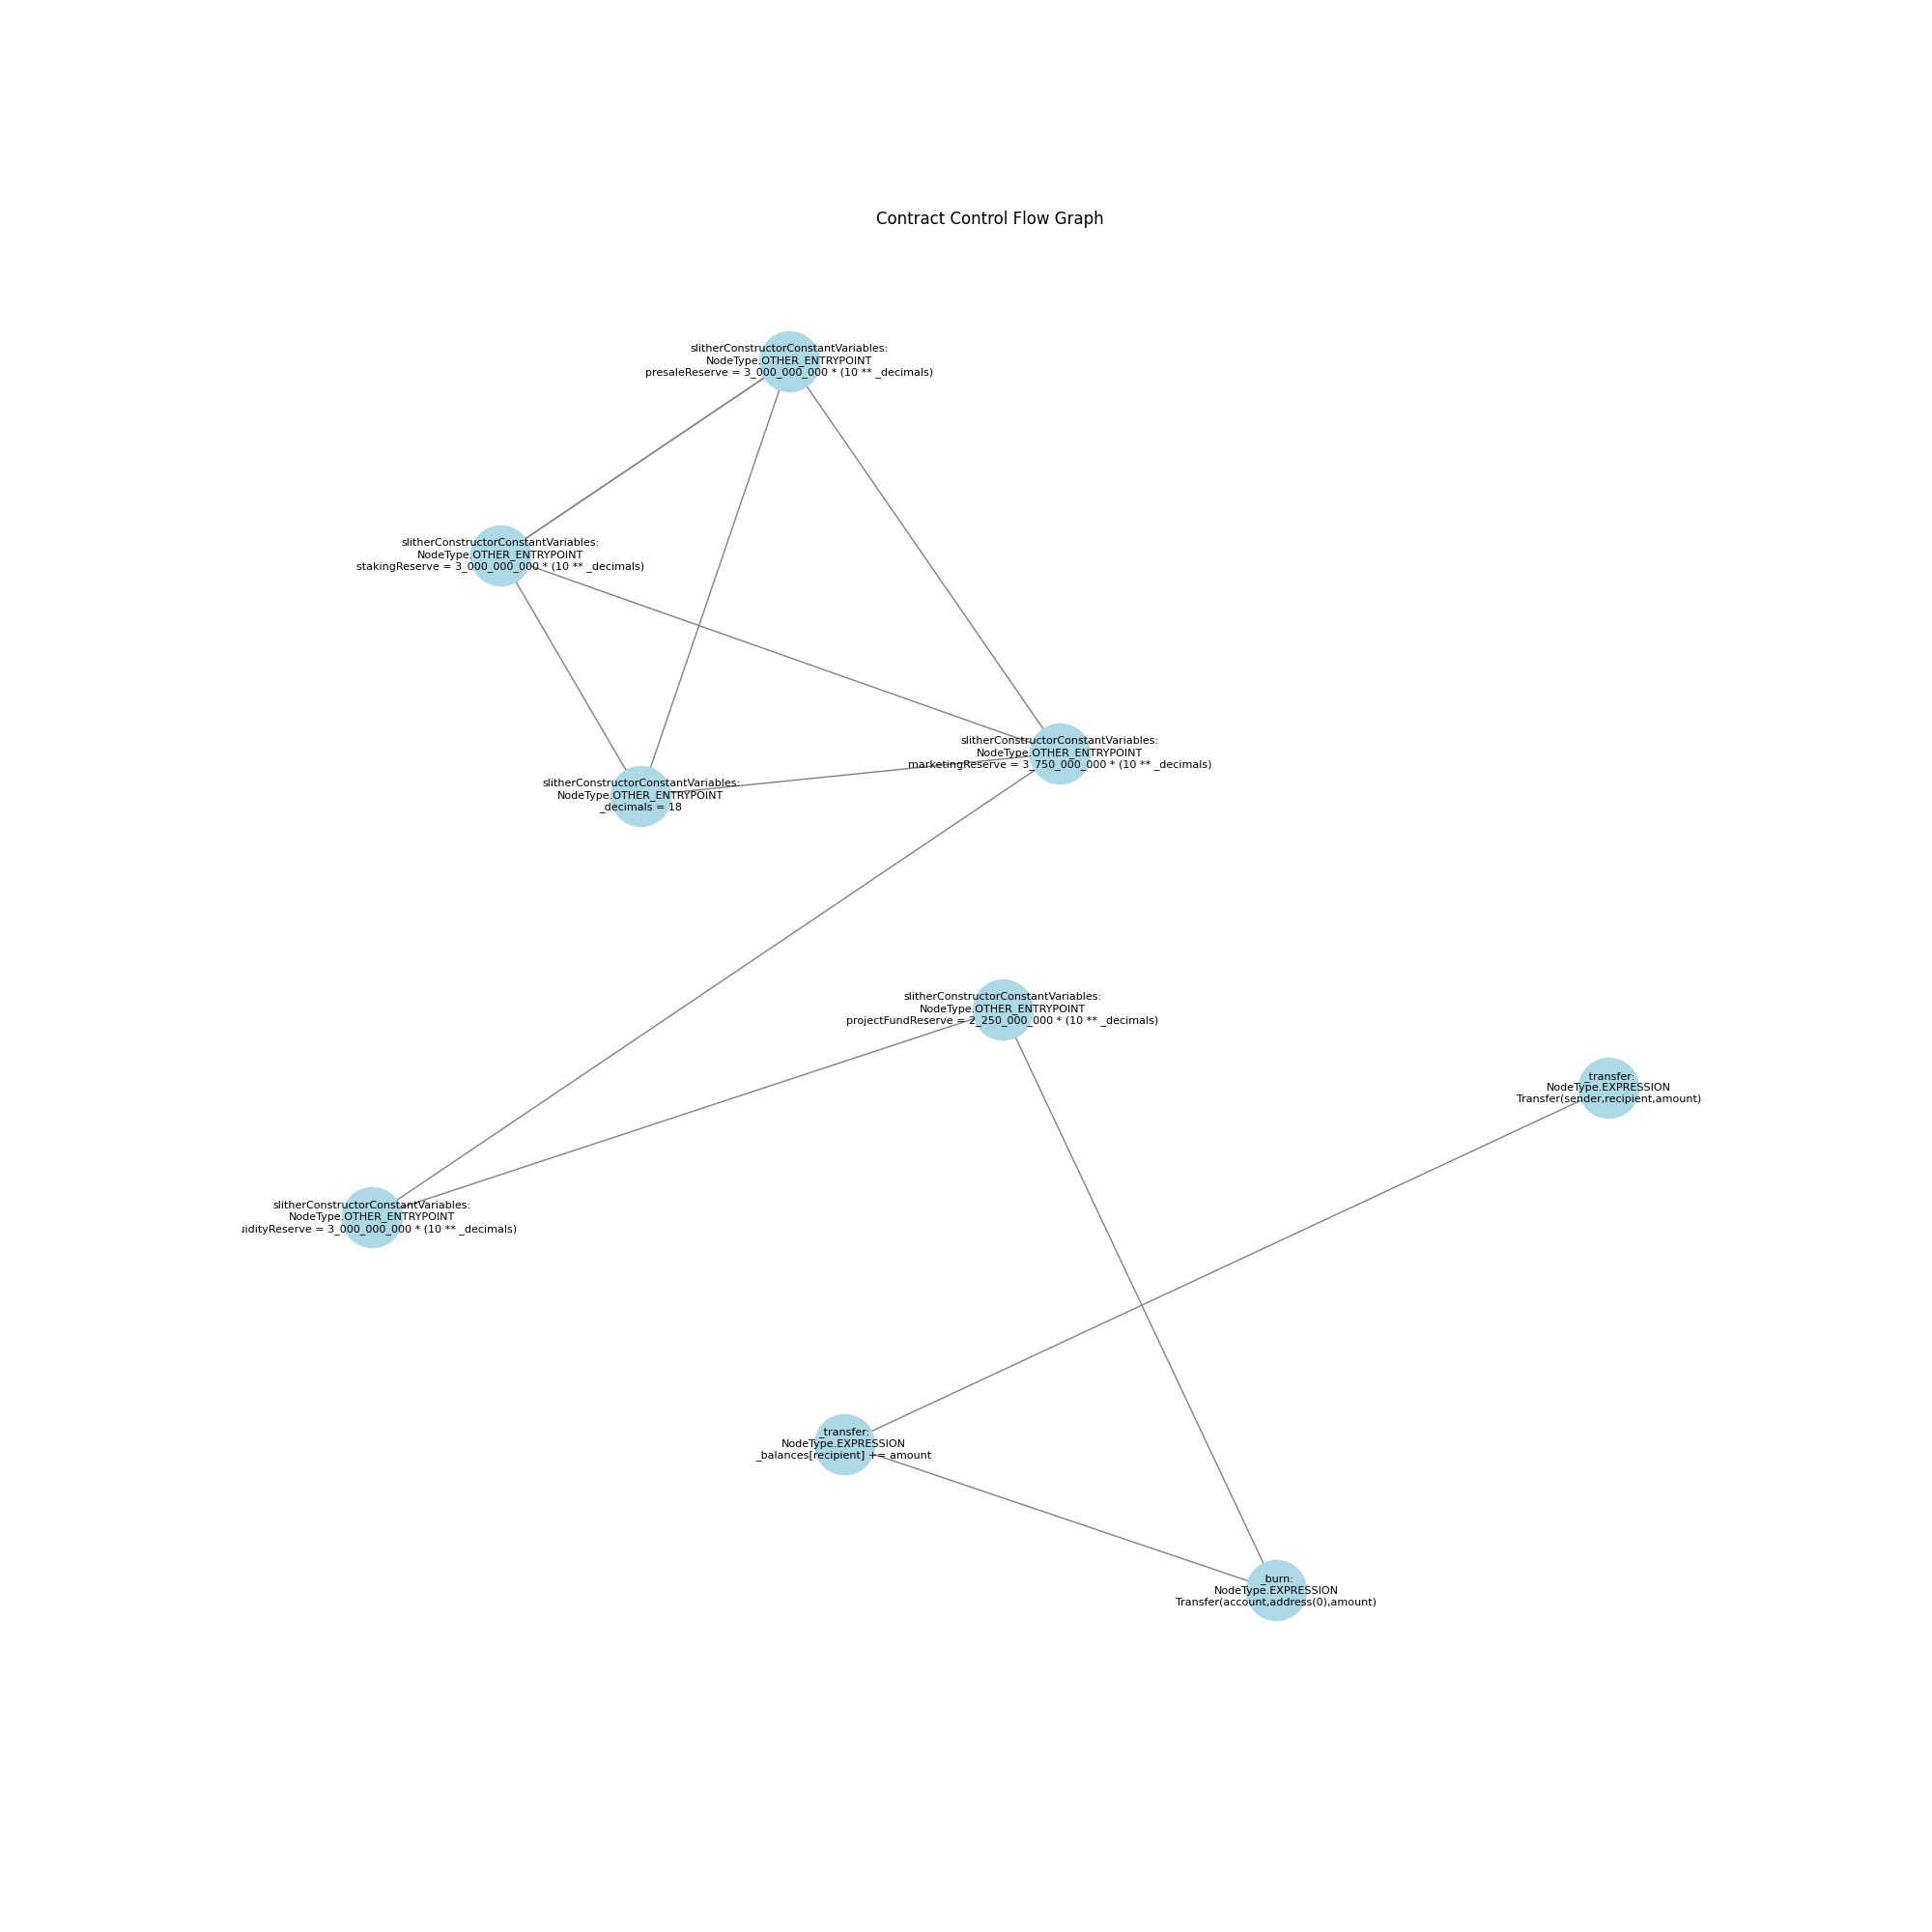 Contract Control Flow Graph
slitherConstructorConstantVariables:
NodeType.OTHER_ENTRYPOINT
presaleReserve = 3_000_000_000 * (10 ** _decimals)
slitherConstructorConstantVariables:
NodeType.OTHER_ENTRYPOINT
stakingReserve = 3_000_000_000 * (10 ** _decimals)
slitherConstructorConstantVariables:
NodeType.OTHER_ENTRYPOINT
marketingReserve = 3_750_000_000 * (10 ** _decimals)
slitherConstructorConstantVariables:
NodeType.OTHER_ENTRYPOINT
_decimals = 18
slitherConstructorConstantVariables:
NodeType.OTHER_ENTRYPOINT
projectFundReserve = 2_250_000_000 * (10 ** _decimals)
_transfer:
NodeType.EXPRESSION
Transfer(sender,recipient,amount)
slitherConstructorConstantVariables:
NodeType.OTHER_ENTRYPOINT
uidityReserve = 3_000_000_000 * (10 ** _decimals)
_transfer:
NodeType.EXPRESSION
_balances[recipient] += amount
_burn:
NodeType.EXPRESSION
Transfer(account,address(0),amount)